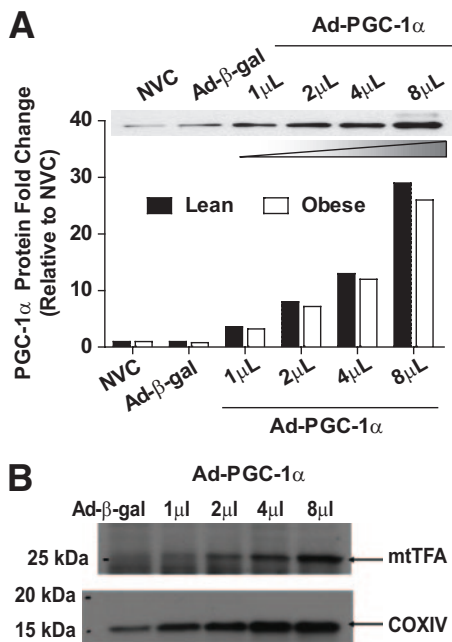 A
Ad-PGC-1α
NVC
Ad-β-gal
1μL
2μL
4μL
8μL
PGC-1α Protein Fold Change
(Relative to NVC)
40
30
20
10
0
Lean
Obese
NVC
Ad-β-gal
1μL
2μL
4μL
8μL
Ad-PGC-1α
B
Ad-PGC-1α
Ad-β-gal 1μl 2μl 4μl 8μl
25 kDa
mtTFA
20 kDa
15 kDa
COXIV